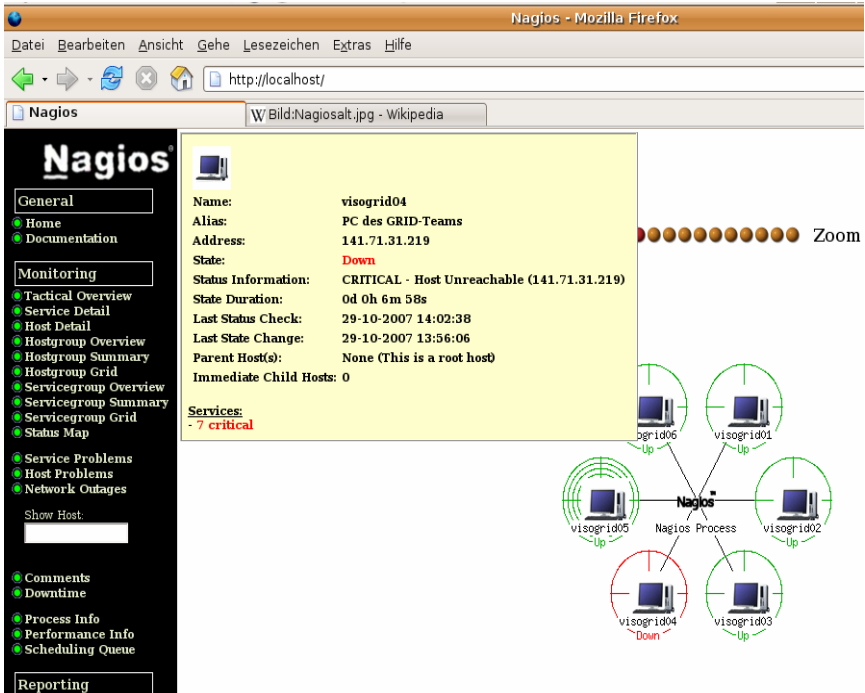 Nagios - Mozilla Firefox
Datei Bearbeiten Ansicht Gehe Lesezeichen Extras Hilfe
http://localhost/
Nagios
W Bild:Nagiosalt.jpg - Wikipedia
Nagios
General
Home
Documentation
Monitoring
Tactical Overview
Service Detail
Host Detail
Hostgroup Overview
Hostgroup Summary
Hostgroup Grid
Servicegroup Overview
Servicegroup Summary
Servicegroup Grid
Status Map
Service Problems
Host Problems
Network Outages
Show Host:
Comments
Downtime
Process Info
Performance Info
Scheduling Queue
Reporting
Name: visogrid04
Alias: PC des GRID-Teams
Address: 141.71.31.219
State: Down
Status Information: CRITICAL - Host Unreachable (141.71.31.219)
State Duration: 0d 0h 6m 58s
Last Status Check: 29-10-2007 14:02:38
Last State Change: 29-10-2007 13:56:06
Parent Host(s): None (This is a root host)
Immediate Child Hosts: 0
Services:
- 7 critical
Zoom
ogrid06
Up
visogrid01
Up
visogrid05
Up
Nagios™
Nagios Process
visogrid02
Up
visogrid04
Down
visogrid03
Up